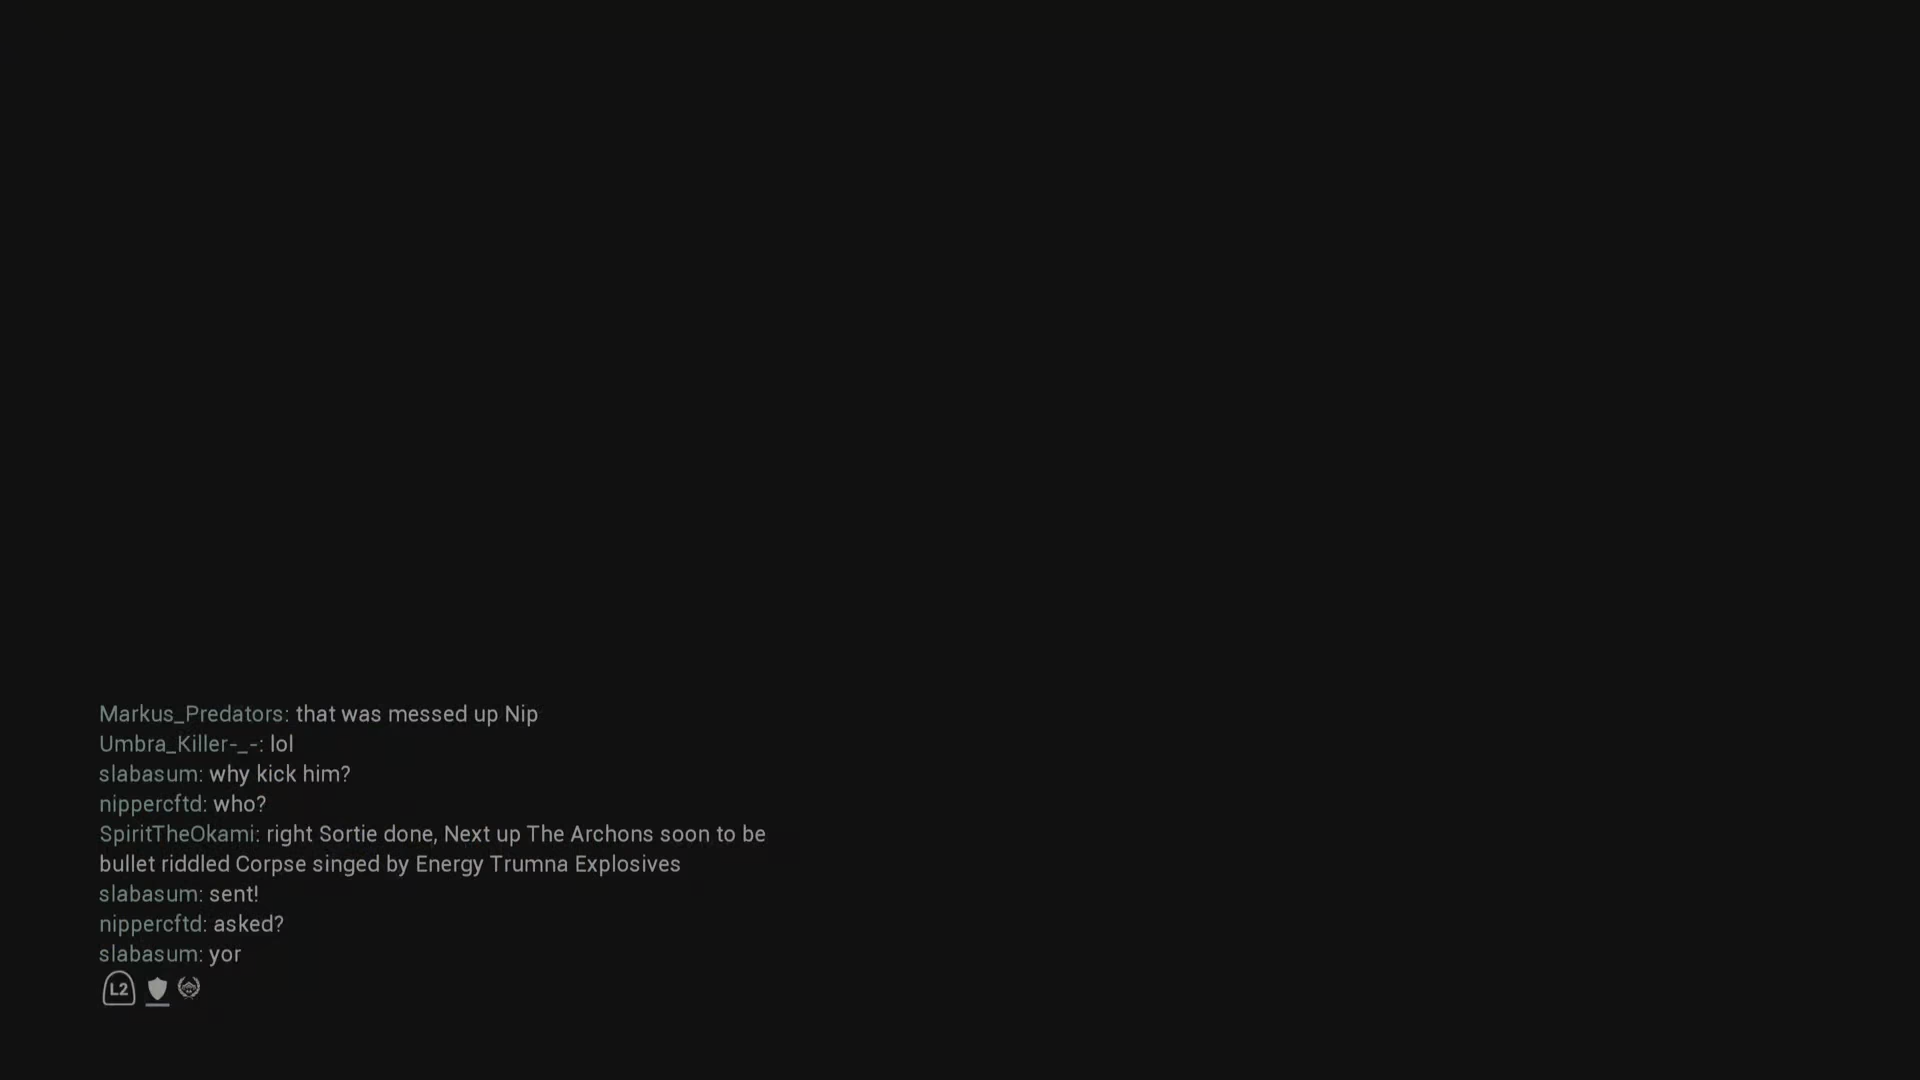 Markus_Predators: that was messed up Nip
Umbra_Killer-_-: lol
slabasum: why kick him?
nippercftd: who?
SpiritTheOkami: right Sortie done, Next up The Archons soon to be
bullet riddled Corpse singed by Energy Trumna Explosives
slabasum: sent!
nippercftd: asked?
slabasum: yor
L2